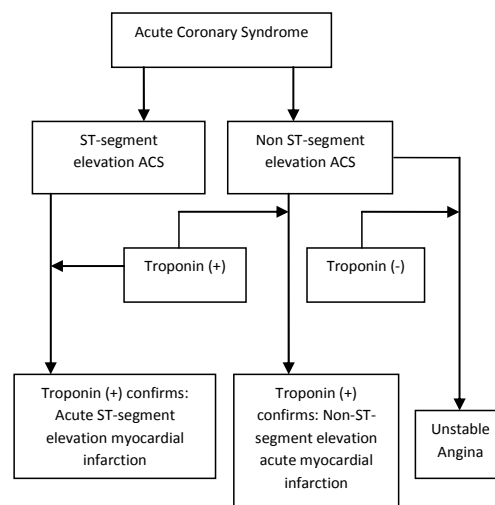 Acute Coronary Syndrome
ST-segment
elevation ACS
Non ST-segment
elevation ACS
Troponin (+)
Troponin (-)
Troponin (+) confirms:
Acute ST-segment
elevation myocardial
infarction
Troponin (+)
confirms: Non-ST-
segment elevation
acute myocardial
infarction
Unstable
Angina